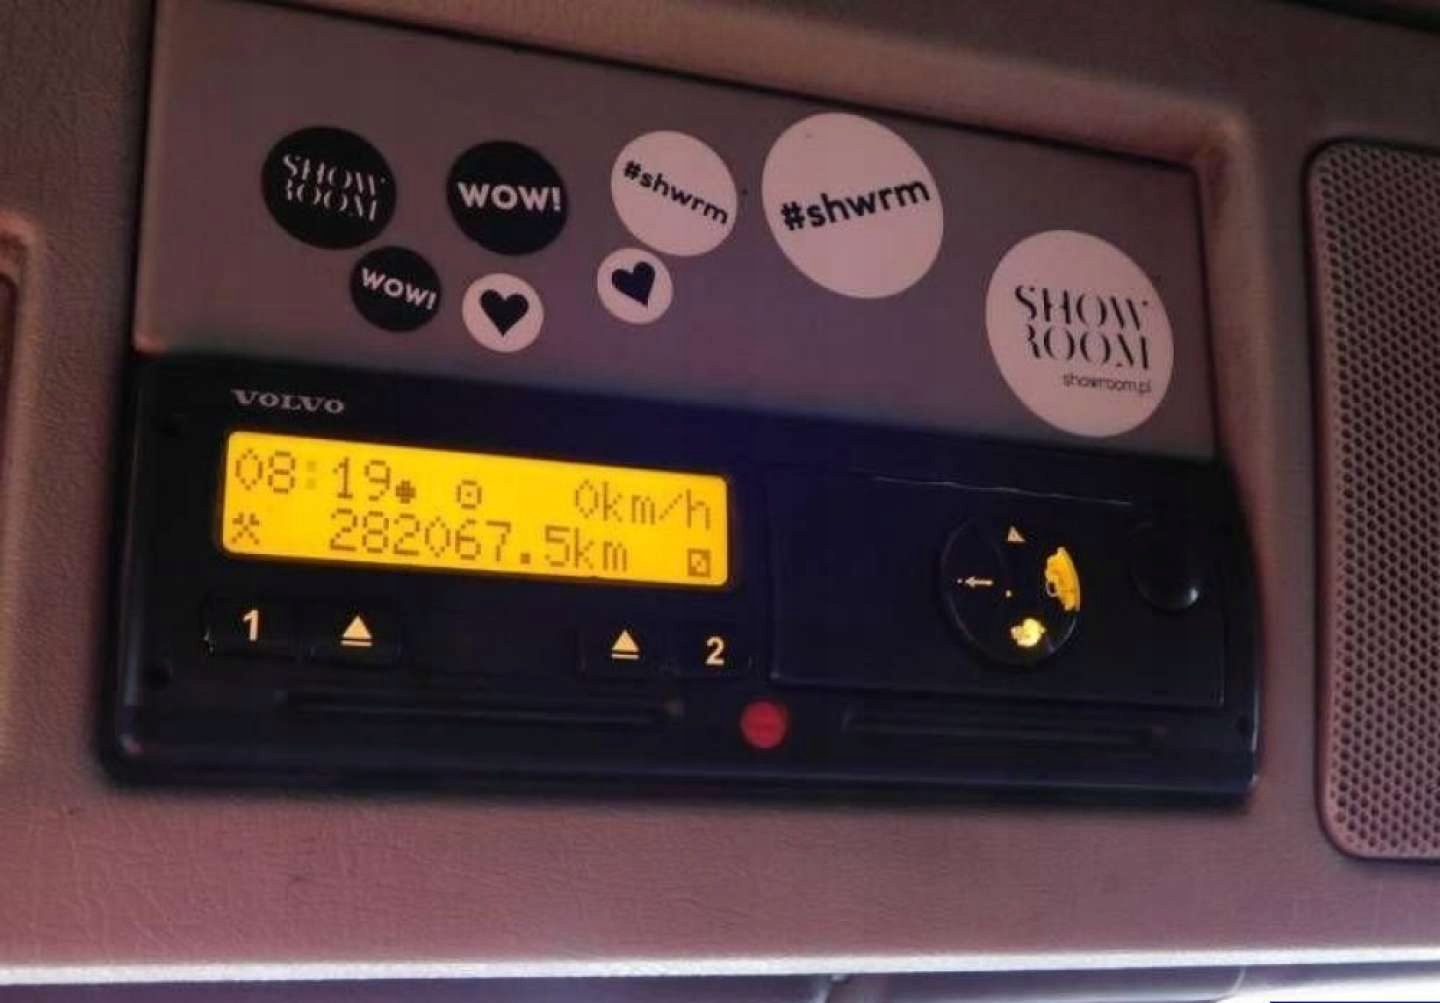 SHOW
ROOM
WOW!
#shwrm
#shwrm
WOW!
SHOW
ROOM
showroom.pl
VOLVO
08:19 0km/h
282067.5km
1
2